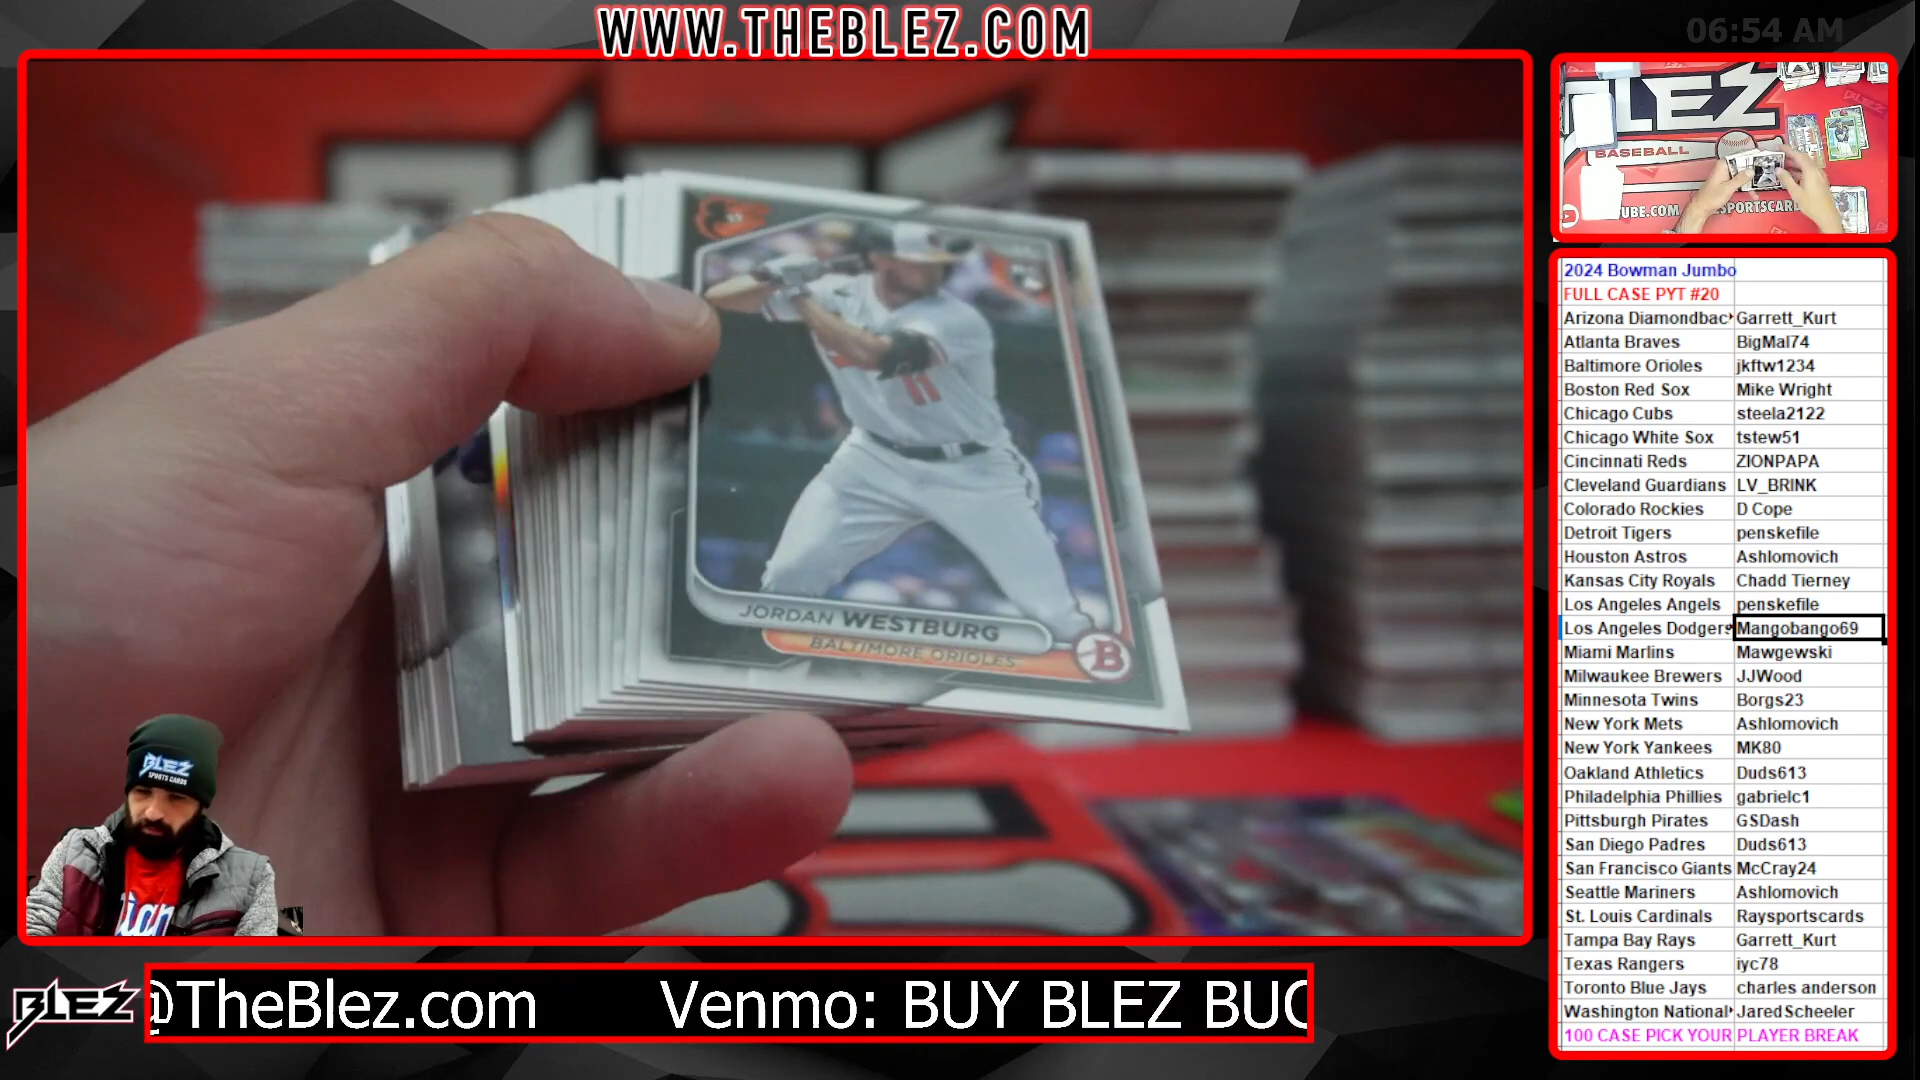 WWW.THEBLEZ.COM
06:54 AM
LEZ
BASEBALL
UBE.COM
SPORTSCARD
11
JORDAN WESTBURG
BALTIMORE ORIOLES
B
BLEZ
SPORTS CARDS
2024 Bowman Jumbo
FULL CASE PYT #20
Arizona Diamondbac Garrett_Kurt
Atlanta Braves BigMal74
Baltimore Orioles jkftw1234
Boston Red Sox Mike Wright
Chicago Cubs steela2122
Chicago White Sox tstew51
Cincinnati Reds ZIONPAPA
Cleveland Guardians LV_BRINK
Colorado Rockies D Cope
Detroit Tigers penskefile
Houston Astros Ashlomovich
Kansas City Royals Chadd Tierney
Los Angeles Angels penskefile
Los Angeles Dodgers Mangobango69
Miami Marlins Mawgewski
Milwaukee Brewers JJWood
Minnesota Twins Borgs23
New York Mets Ashlomovich
New York Yankees MK80
Oakland Athletics Duds613
Philadelphia Phillies gabrielc1
Pittsburgh Pirates GSDash
San Diego Padres Duds613
San Francisco Giants McCray24
Seattle Mariners Ashlomovich
St. Louis Cardinals Raysportscards
Tampa Bay Rays Garrett_Kurt
Texas Rangers iyc78
Toronto Blue Jays charles anderson
Washington National JaredScheeler
100 CASE PICK YOUR PLAYER BREAK
BLEZ
@TheBlez.com Venmo: BUY BLEZ BUC